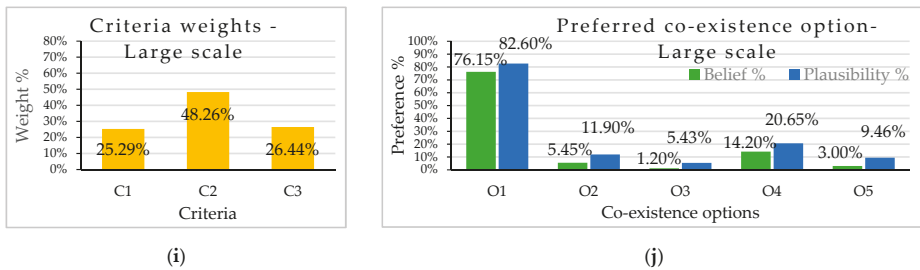 Criteria weights -
Large scale
80%
70%
60%
50%
40%
30%
20%
10%
0%
Weight %
25.29%
48.26%
26.44%
C1 C2 C3
Criteria
(i)
Preferred co-existence option-
Large scale
Belief % Plausibility %
100%
90%
80%
70%
60%
50%
40%
30%
20%
10%
0%
Preference %
76.15% 82.60%
5.45% 11.90%
1.20% 5.43%
14.20% 20.65%
3.00% 9.46%
O1 O2 O3 O4 O5
Co-existence options
(j)